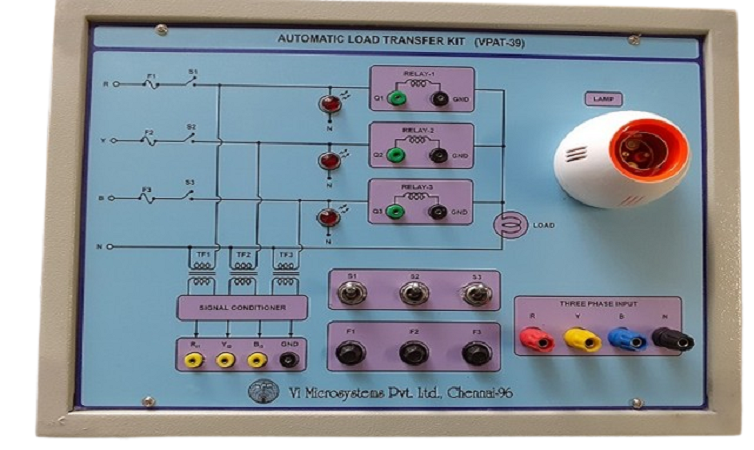 AUTOMATIC LOAD TRANSFER KIT (VPAT-39)
R F1 S1
RELAY-1
Q1 GND
N
LAMP
Y F2 S2
RELAY-2
Q2 GND
N
B F3 S3
RELAY-3
Q3 GND
N
LOAD
N
TF1 TF2 TF3
SIGNAL CONDITIONER
GND
S1 S2 S3
F1 F2 F3
THREE PHASE INPUT
R Y B N
Vi Microsystems Pvt. Ltd., Chennai-96